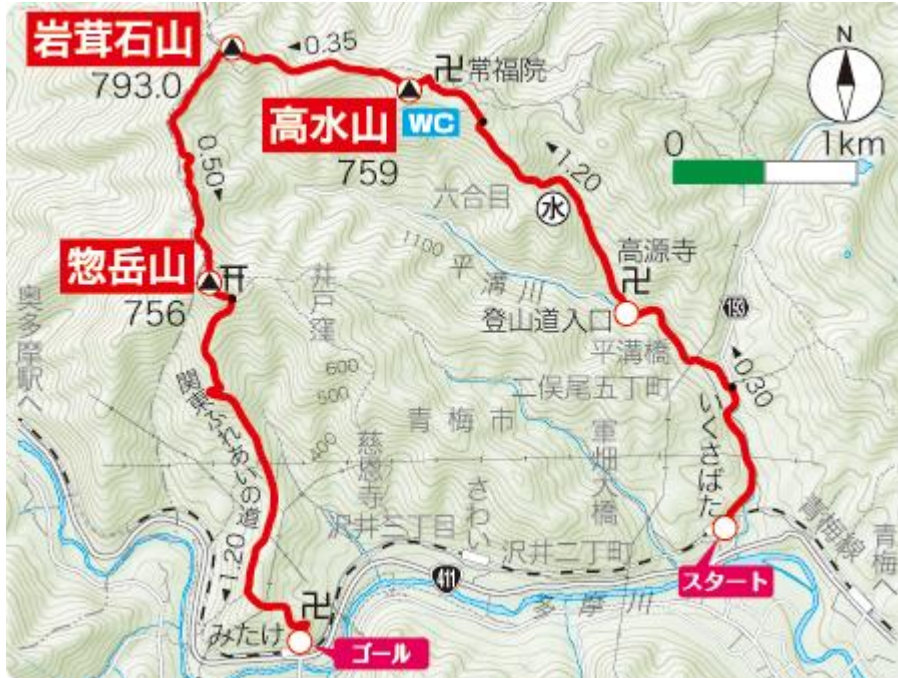 岩茸石山
793.0
◀0.35
卍常福院
高水山
WC
759
N
0
1km
0.50▶
◀1.20
六合目
水
1100
平溝川
高源寺
卍
惣岳山
756
井戸窪
登山道入口
193
平溝橋
◀0.30
二俣尾五丁町
奥多摩駅へ
600
500
400
青梅市
軍畑大橋
いくさばた
関東ふれあいの道
慈恩寺
さわい
沢井三丁目
沢井二丁町
青梅線
青梅へ
◀1.20
411
スタート
多摩川
卍
みたけ
ゴール